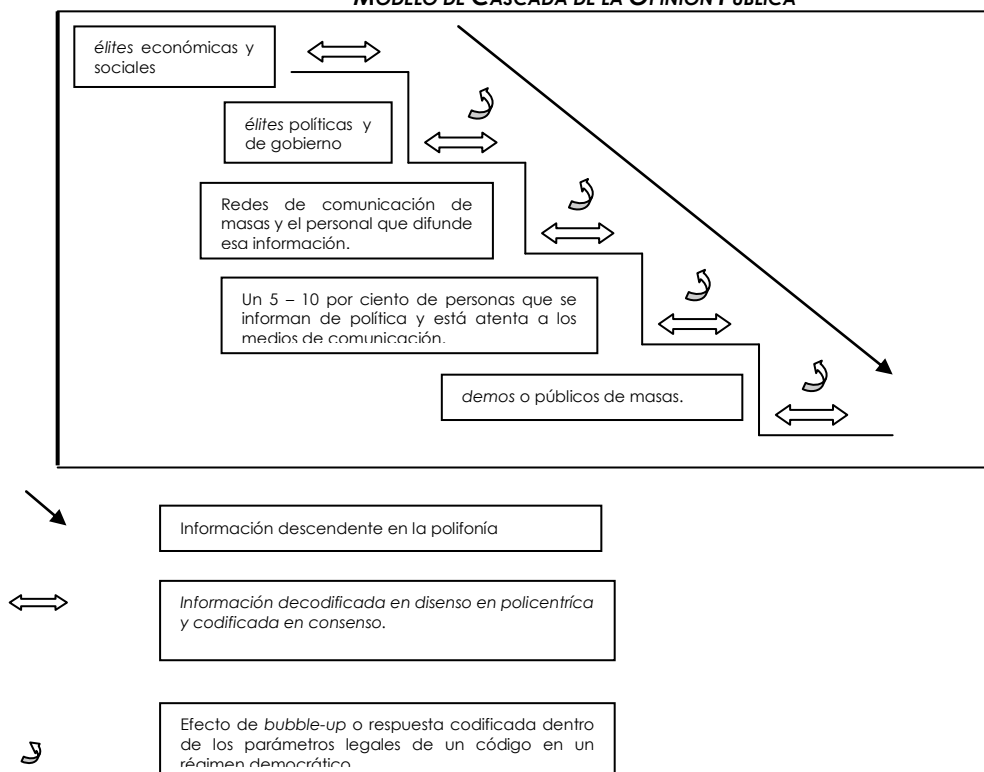 MODELO DE CASCADA DE LA OPINIÓN PÚBLICA
élites económicas y
sociales
élites políticas y
de gobierno
Redes de comunicación de
masas y el personal que difunde
esa información.
Un 5 – 10 por ciento de personas que se
informan de política y está atenta a los
medios de comunicación.
demos o públicos de masas.
Información descendente en la polifonía
Información decodificada en disenso en policentríca
y codificada en consenso.
Efecto de bubble-up o respuesta codificada dentro
de los parámetros legales de un código en un
régimen democrático